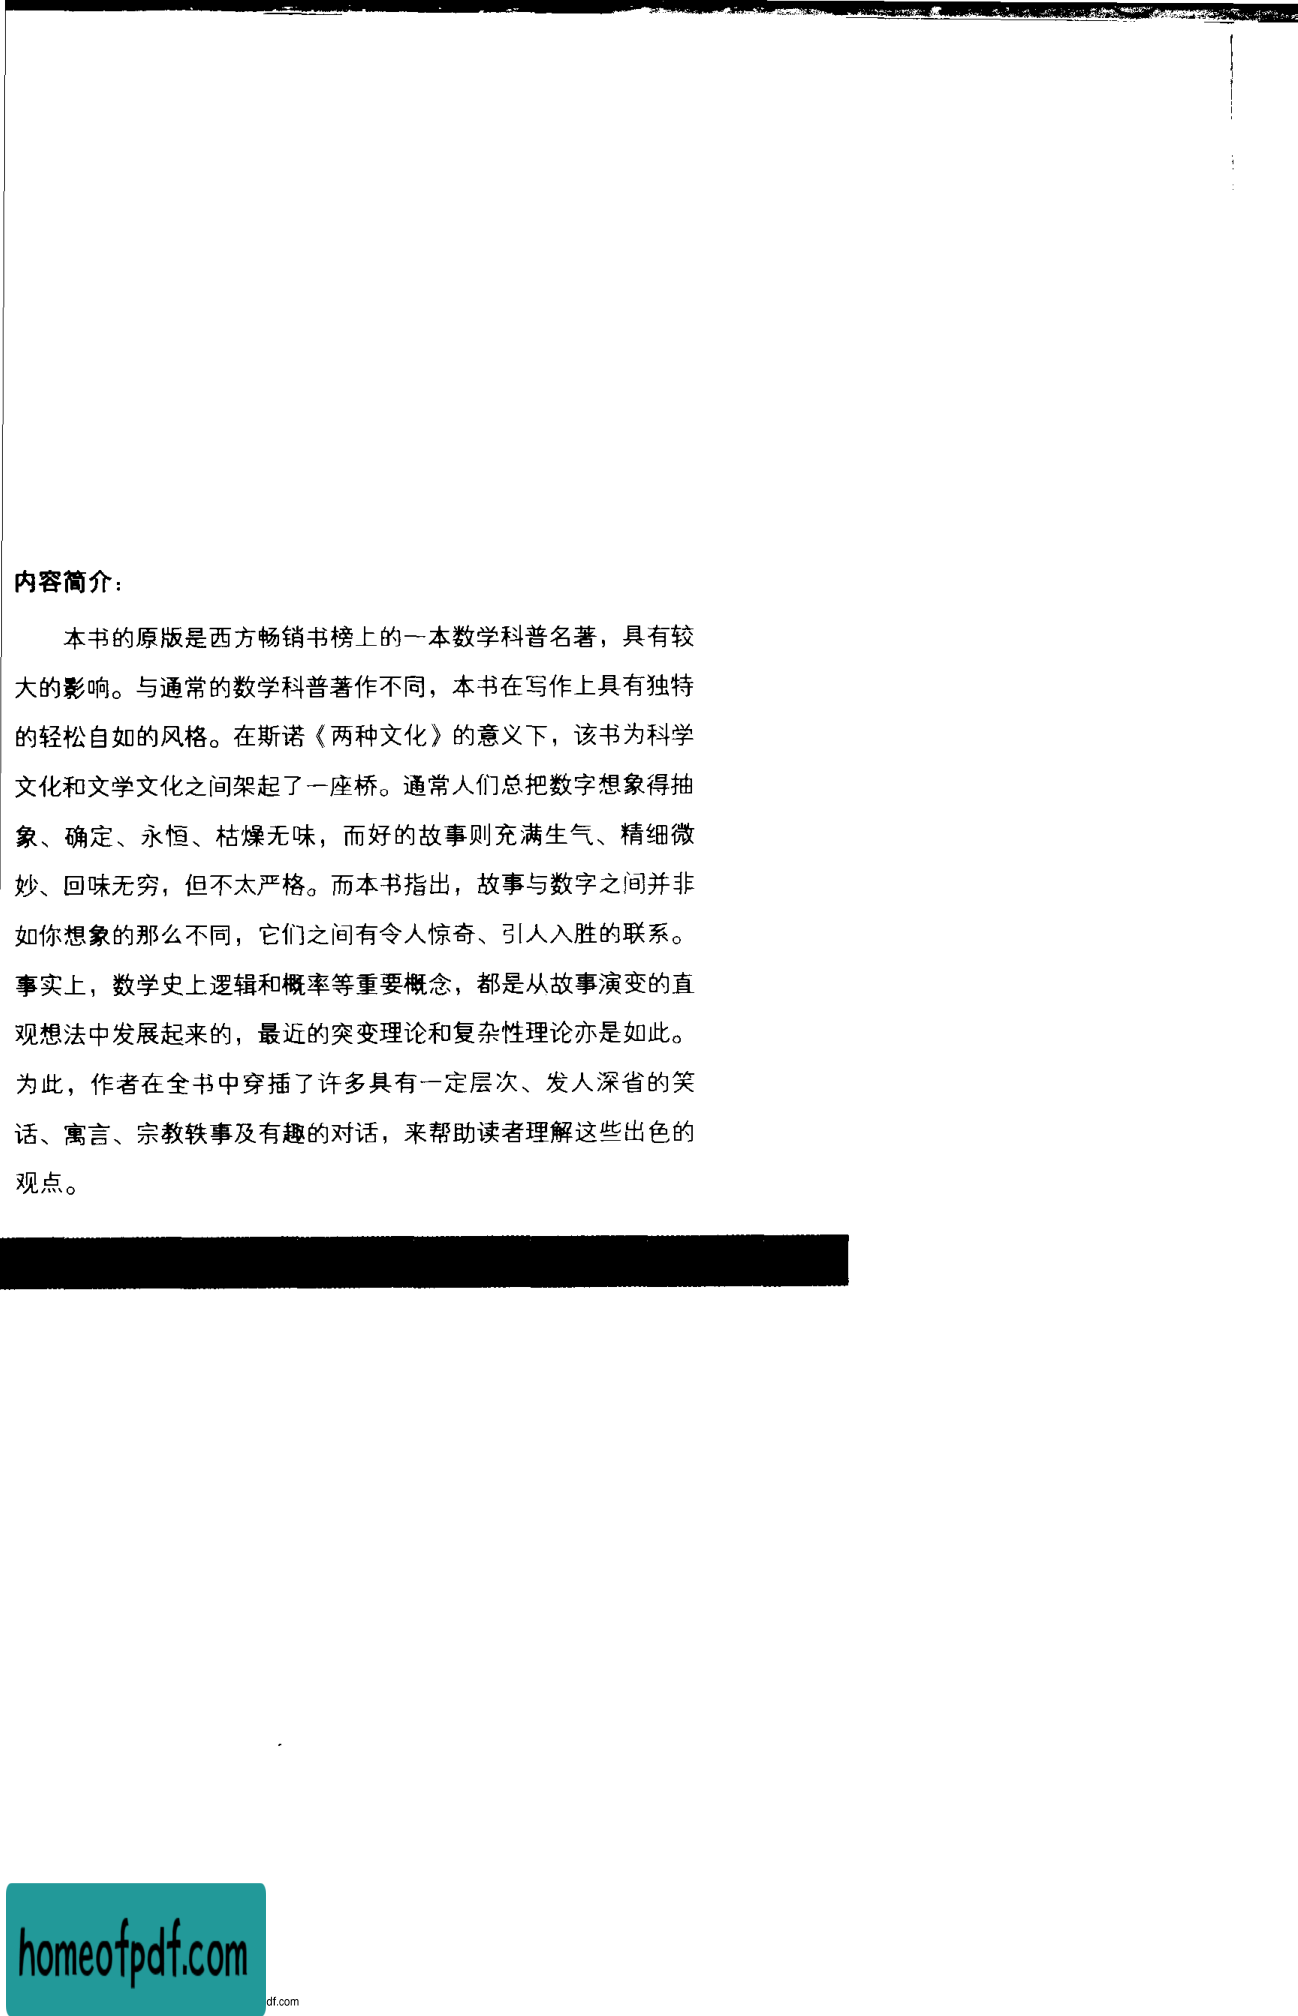 内容简介：
本书的原版是西方畅销书榜上的一本数学科普名著，具有较
大的影响。与通常的数学科普著作不同，本书在写作上具有独特
的轻松自如的风格。在斯诺《两种文化》的意义下，该书为科学
文化和文学文化之间架起了一座桥。通常人们总把数字想象得抽
象、确定、永恒、枯燥无味，而好的故事则充满生气、精细微
妙、回味无穷，但不太严格。而本书指出，故事与数字之间并非
如你想象的那么不同，它们之间有令人惊奇、引人入胜的联系。
事实上，数学史上逻辑和概率等重要概念，都是从故事演变的直
观想法中发展起来的，最近的突变理论和复杂性理论亦是如此。
为此，作者在全书中穿插了许多具有一定层次、发人深省的笑
话、寓言、宗教轶事及有趣的对话，来帮助读者理解这些出色的
观点。
homeofpdf.com
df.com